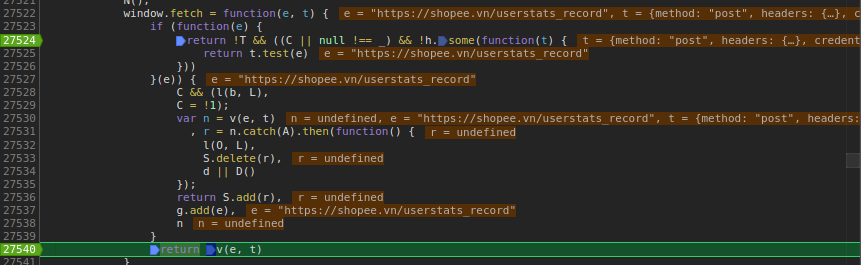 27521 N();
27522 window.fetch = function(e, t) { e = "https://shopee.vn/userstats_record", t = {method: "post", headers: {…},
27523 if (function(e) {
27524 return !T && ((C || null !== _) && !h.some(function(t) { t = {method: "post", headers: {…}, credent
27525 return t.test(e) e = "https://shopee.vn/userstats_record"
27526 }))
27527 }(e)) { e = "https://shopee.vn/userstats_record"
27528 C && (l(b, L),
27529 C = !1);
27530 var n = v(e, t) n = undefined, e = "https://shopee.vn/userstats_record", t = {method: "post", headers:
27531 , r = n.catch(A).then(function() { r = undefined
27532 l(O, L),
27533 S.delete(r), r = undefined
27534 d || D()
27535 });
27536 return S.add(r), r = undefined
27537 g.add(e), e = "https://shopee.vn/userstats_record"
27538 n n = undefined
27539 }
27540 return v(e, t)
27541 }